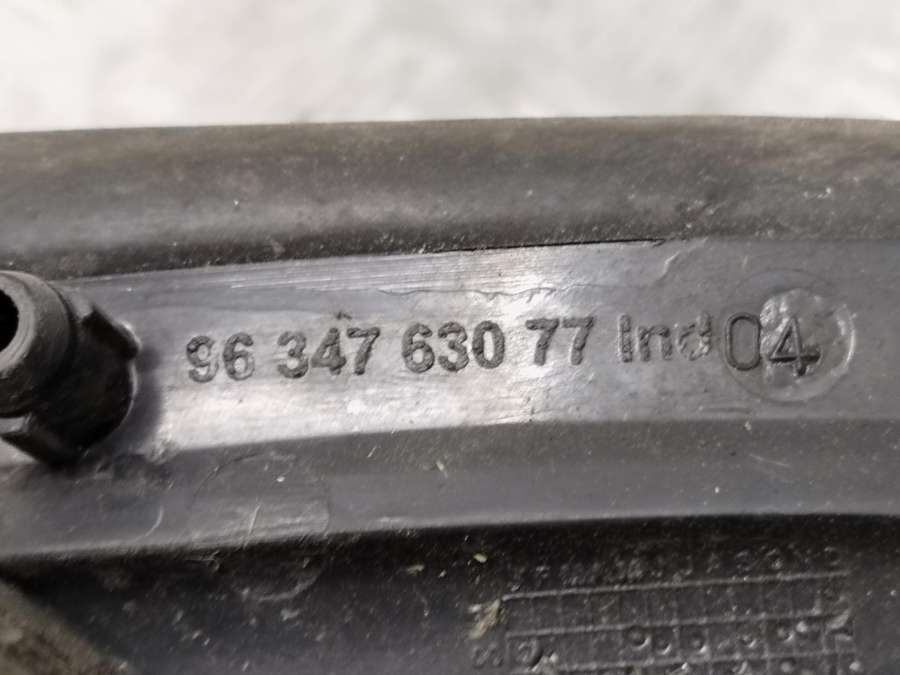 96 347 630 77 Ind 04
J F M A M J J A S O N D